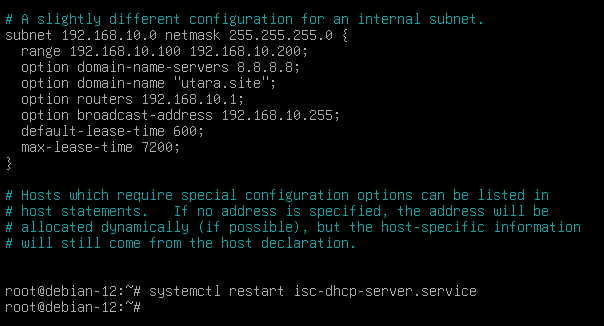 # A slightly different configuration for an internal subnet.
subnet 192.168.10.0 netmask 255.255.255.0 {
  range 192.168.10.100 192.168.10.200;
  option domain-name-servers 8.8.8.8;
  option domain-name "utara.site";
  option routers 192.168.10.1;
  option broadcast-address 192.168.10.255;
  default-lease-time 600;
  max-lease-time 7200;
}
# Hosts which require special configuration options can be listed in
# host statements.   If no address is specified, the address will be
# allocated dynamically (if possible), but the host-specific information
# will still come from the host declaration.
root@debian-12:~# systemctl restart isc-dhcp-server.service
root@debian-12:~#